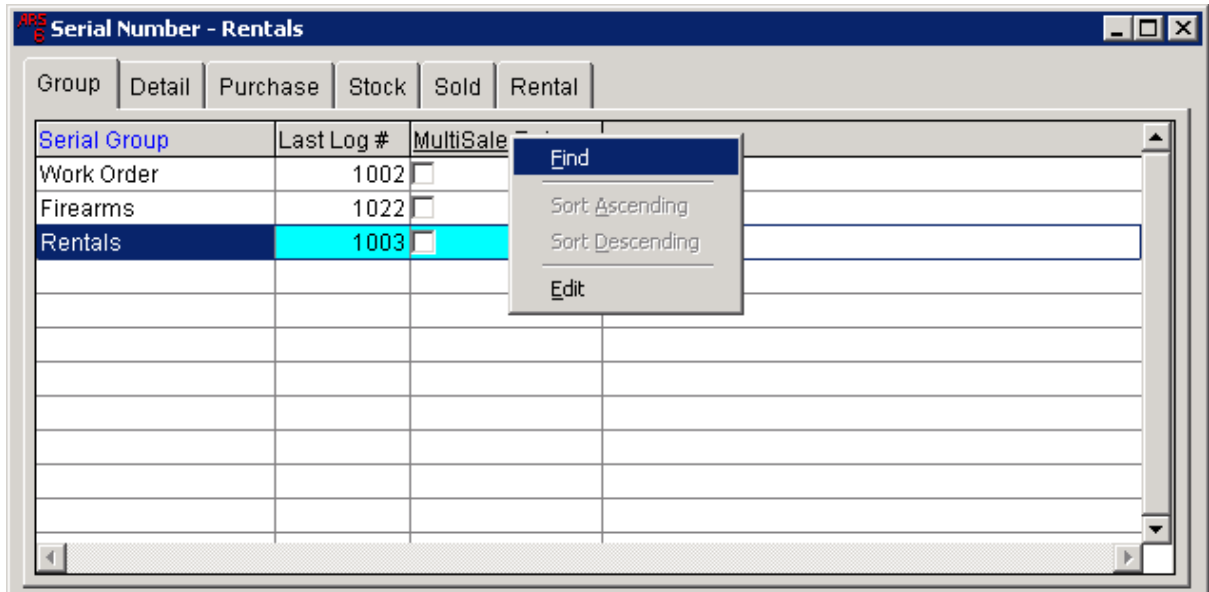 ARS 6 Serial Number - Rentals
Group Detail Purchase Stock Sold Rental
Serial Group Last Log # MultiSale
Work Order 1002
Firearms 1022
Rentals 1003
Find
Sort Ascending
Sort Descending
Edit